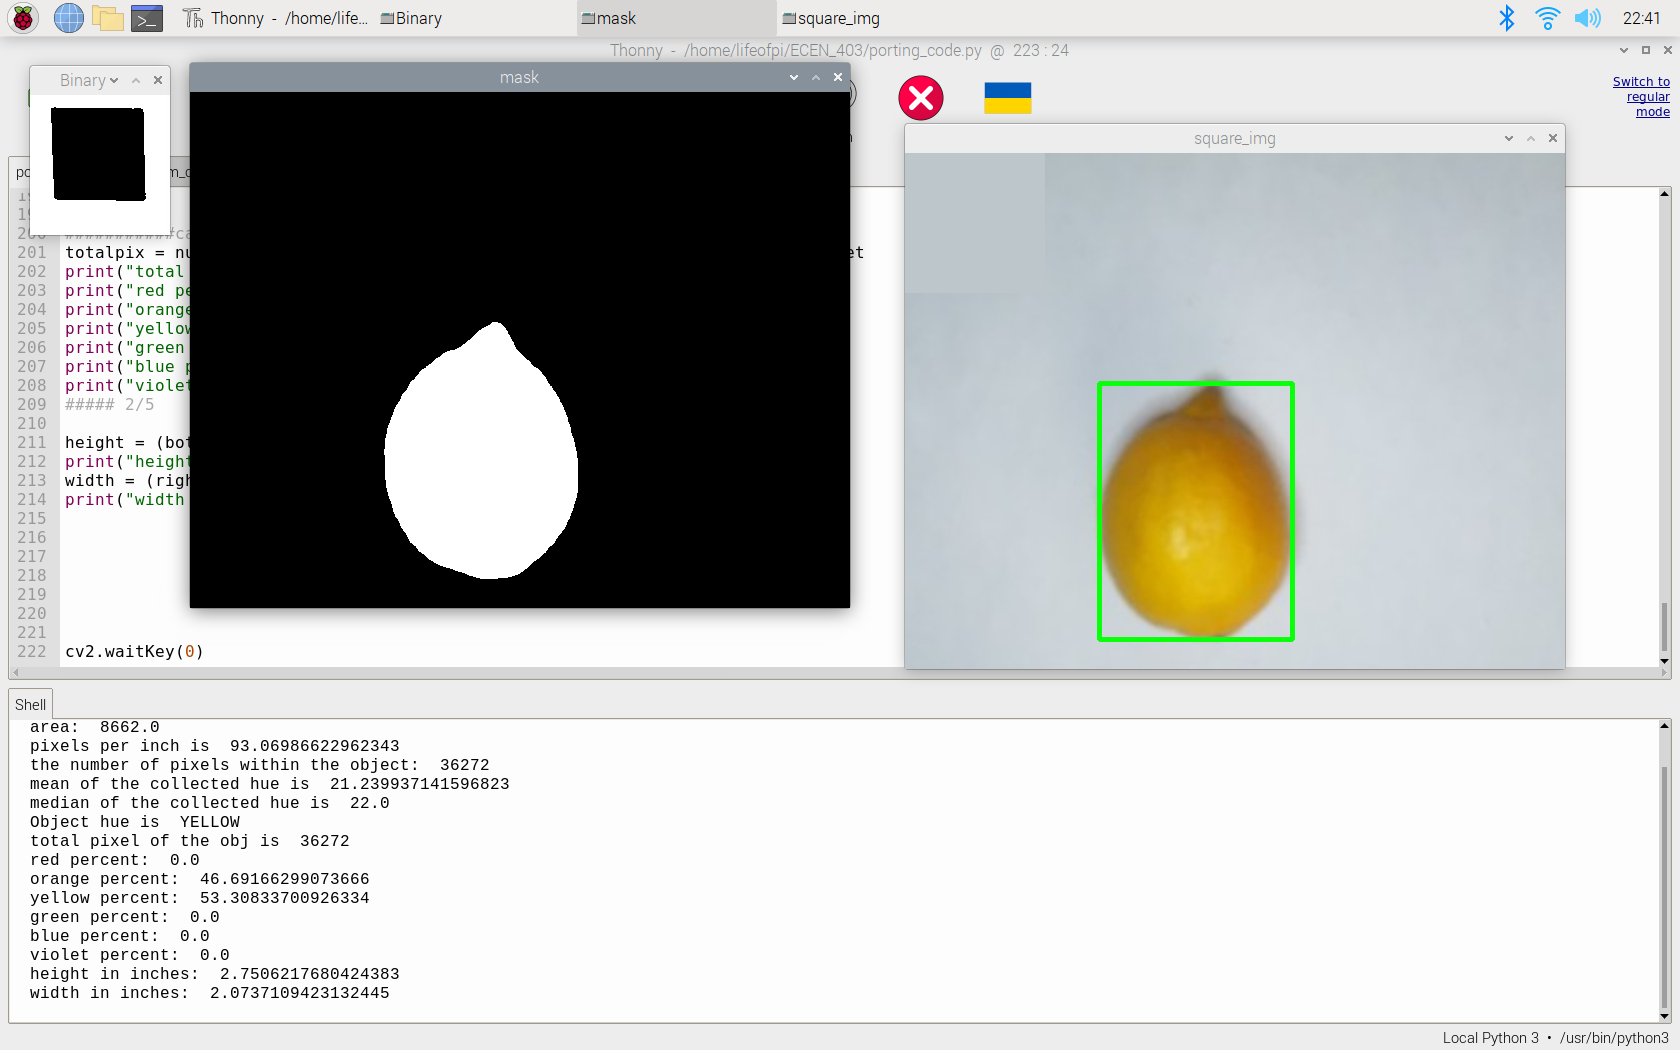 Thonny - /home/life... Binary mask square_img 22:41
Thonny - /home/lifeofpi/ECEN_403/porting_code.py @ 223 : 24
Switch to
regular
mode
Binary
mask
square_img
201 totalpix = nu
202 print("total
203 print("red pe
204 print("orange
205 print("yellow
206 print("green
207 print("blue p
208 print("violet
209 ##### 2/5
210
211 height = (bot
212 print("height
213 width = (righ
214 print("width
215
216
217
218
219
220
221
222 cv2.waitKey(0)
Shell
area: 8662.0
pixels per inch is 93.06986622962343
the number of pixels within the object: 36272
mean of the collected hue is 21.239937141596823
median of the collected hue is 22.0
Object hue is YELLOW
total pixel of the obj is 36272
red percent: 0.0
orange percent: 46.69166299073666
yellow percent: 53.30833700926334
green percent: 0.0
blue percent: 0.0
violet percent: 0.0
height in inches: 2.7506217680424383
width in inches: 2.0737109423132445
Local Python 3 • /usr/bin/python3